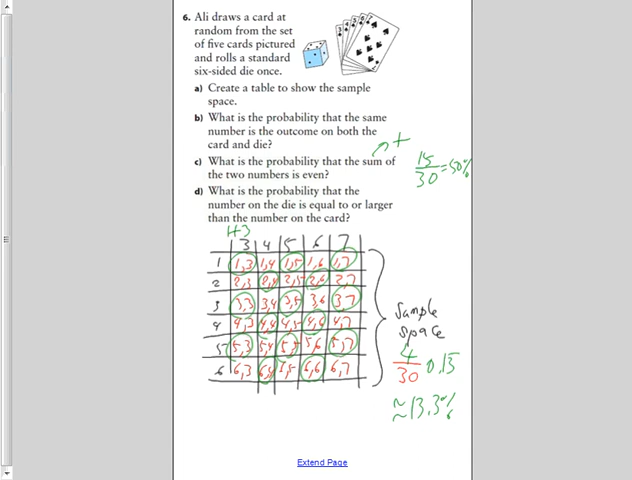 6. Ali draws a card at
random from the set
of five cards pictured
and rolls a standard
six-sided die once.
a) Create a table to show the sample
space.
b) What is the probability that the same
number is the outcome on both the
card and die?
c) What is the probability that the sum of
the two numbers is even?
d) What is the probability that the
number on the die is equal to or larger
than the number on the card?
+
15
30 = 50%
1+3
3 4 5 6 7
1 1,3 1,4 1,5 1,6 1,7
2 2,3 2,4 2,5 2,6 2,7
3 3,3 3,4 3,5 3,6 3,7
4 4,3 4,4 4,5 4,6 4,7
5 5,3 5,4 5,5 5,6 5,7
6 6,3 6,4 6,5 6,6 6,7
Sample
Space
4
30
≈ 13.3%
Extend Page